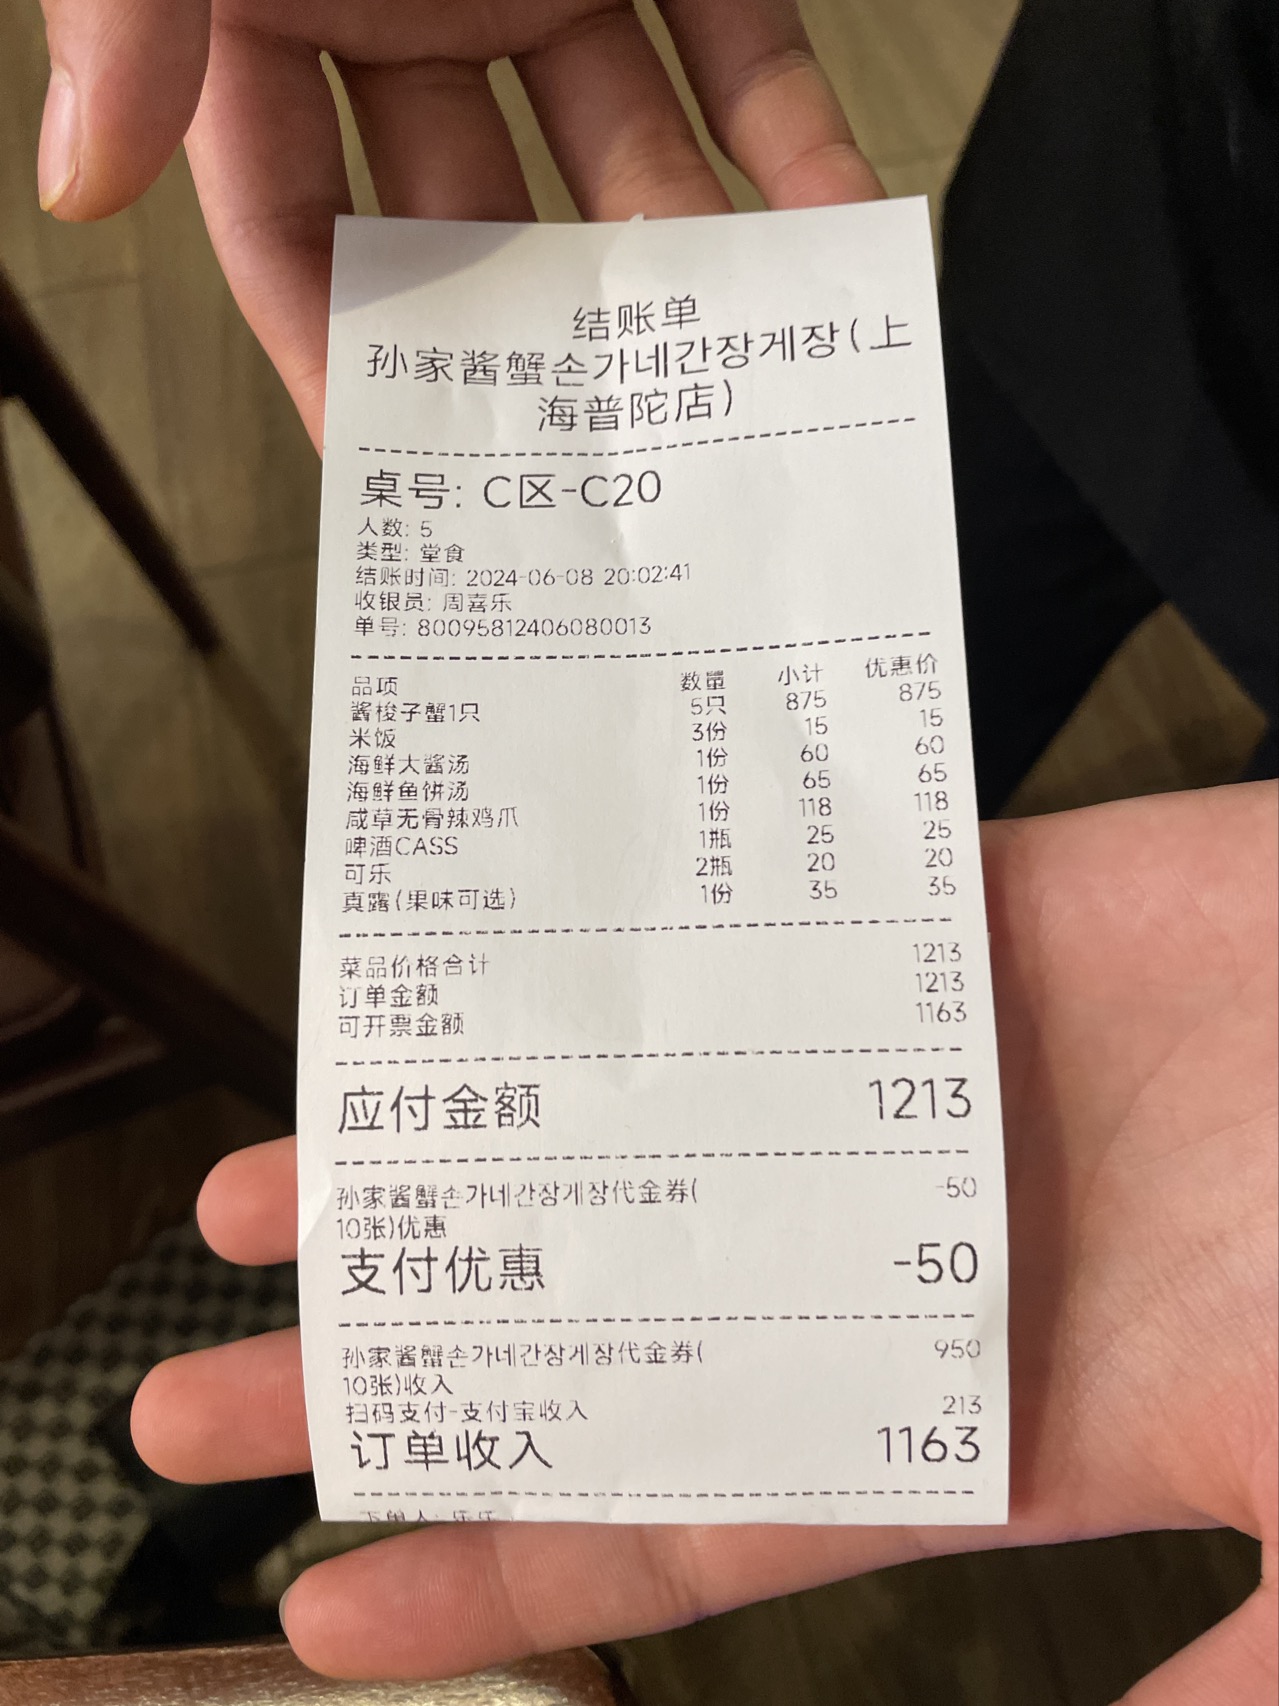 结账单
孙家酱蟹손가네간장게장(上
海普陀店)
桌号: C区-C20
人数: 5
类型: 堂食
结账时间: 2024-06-08 20:02:41
收银员: 周喜乐
单号: 80095812406080013
品项 数量 小计 优惠价
酱梭子蟹1只 5只 875 875
米饭 3份 15 15
海鲜大酱汤 1份 60 60
海鲜鱼饼汤 1份 65 65
咸草无骨辣鸡爪 1份 118 118
啤酒CASS 1瓶 25 25
可乐 2瓶 20 20
真露(果味可选) 1份 35 35
菜品价格合计 1213
订单金额 1213
可开票金额 1163
应付金额 1213
孙家酱蟹손가네간장게장代金券( -50
10张)优惠
支付优惠 -50
孙家酱蟹손가네간장게장代金券( 950
10张)收入
扫码支付-支付宝收入 213
订单收入 1163
下单人: 乐乐